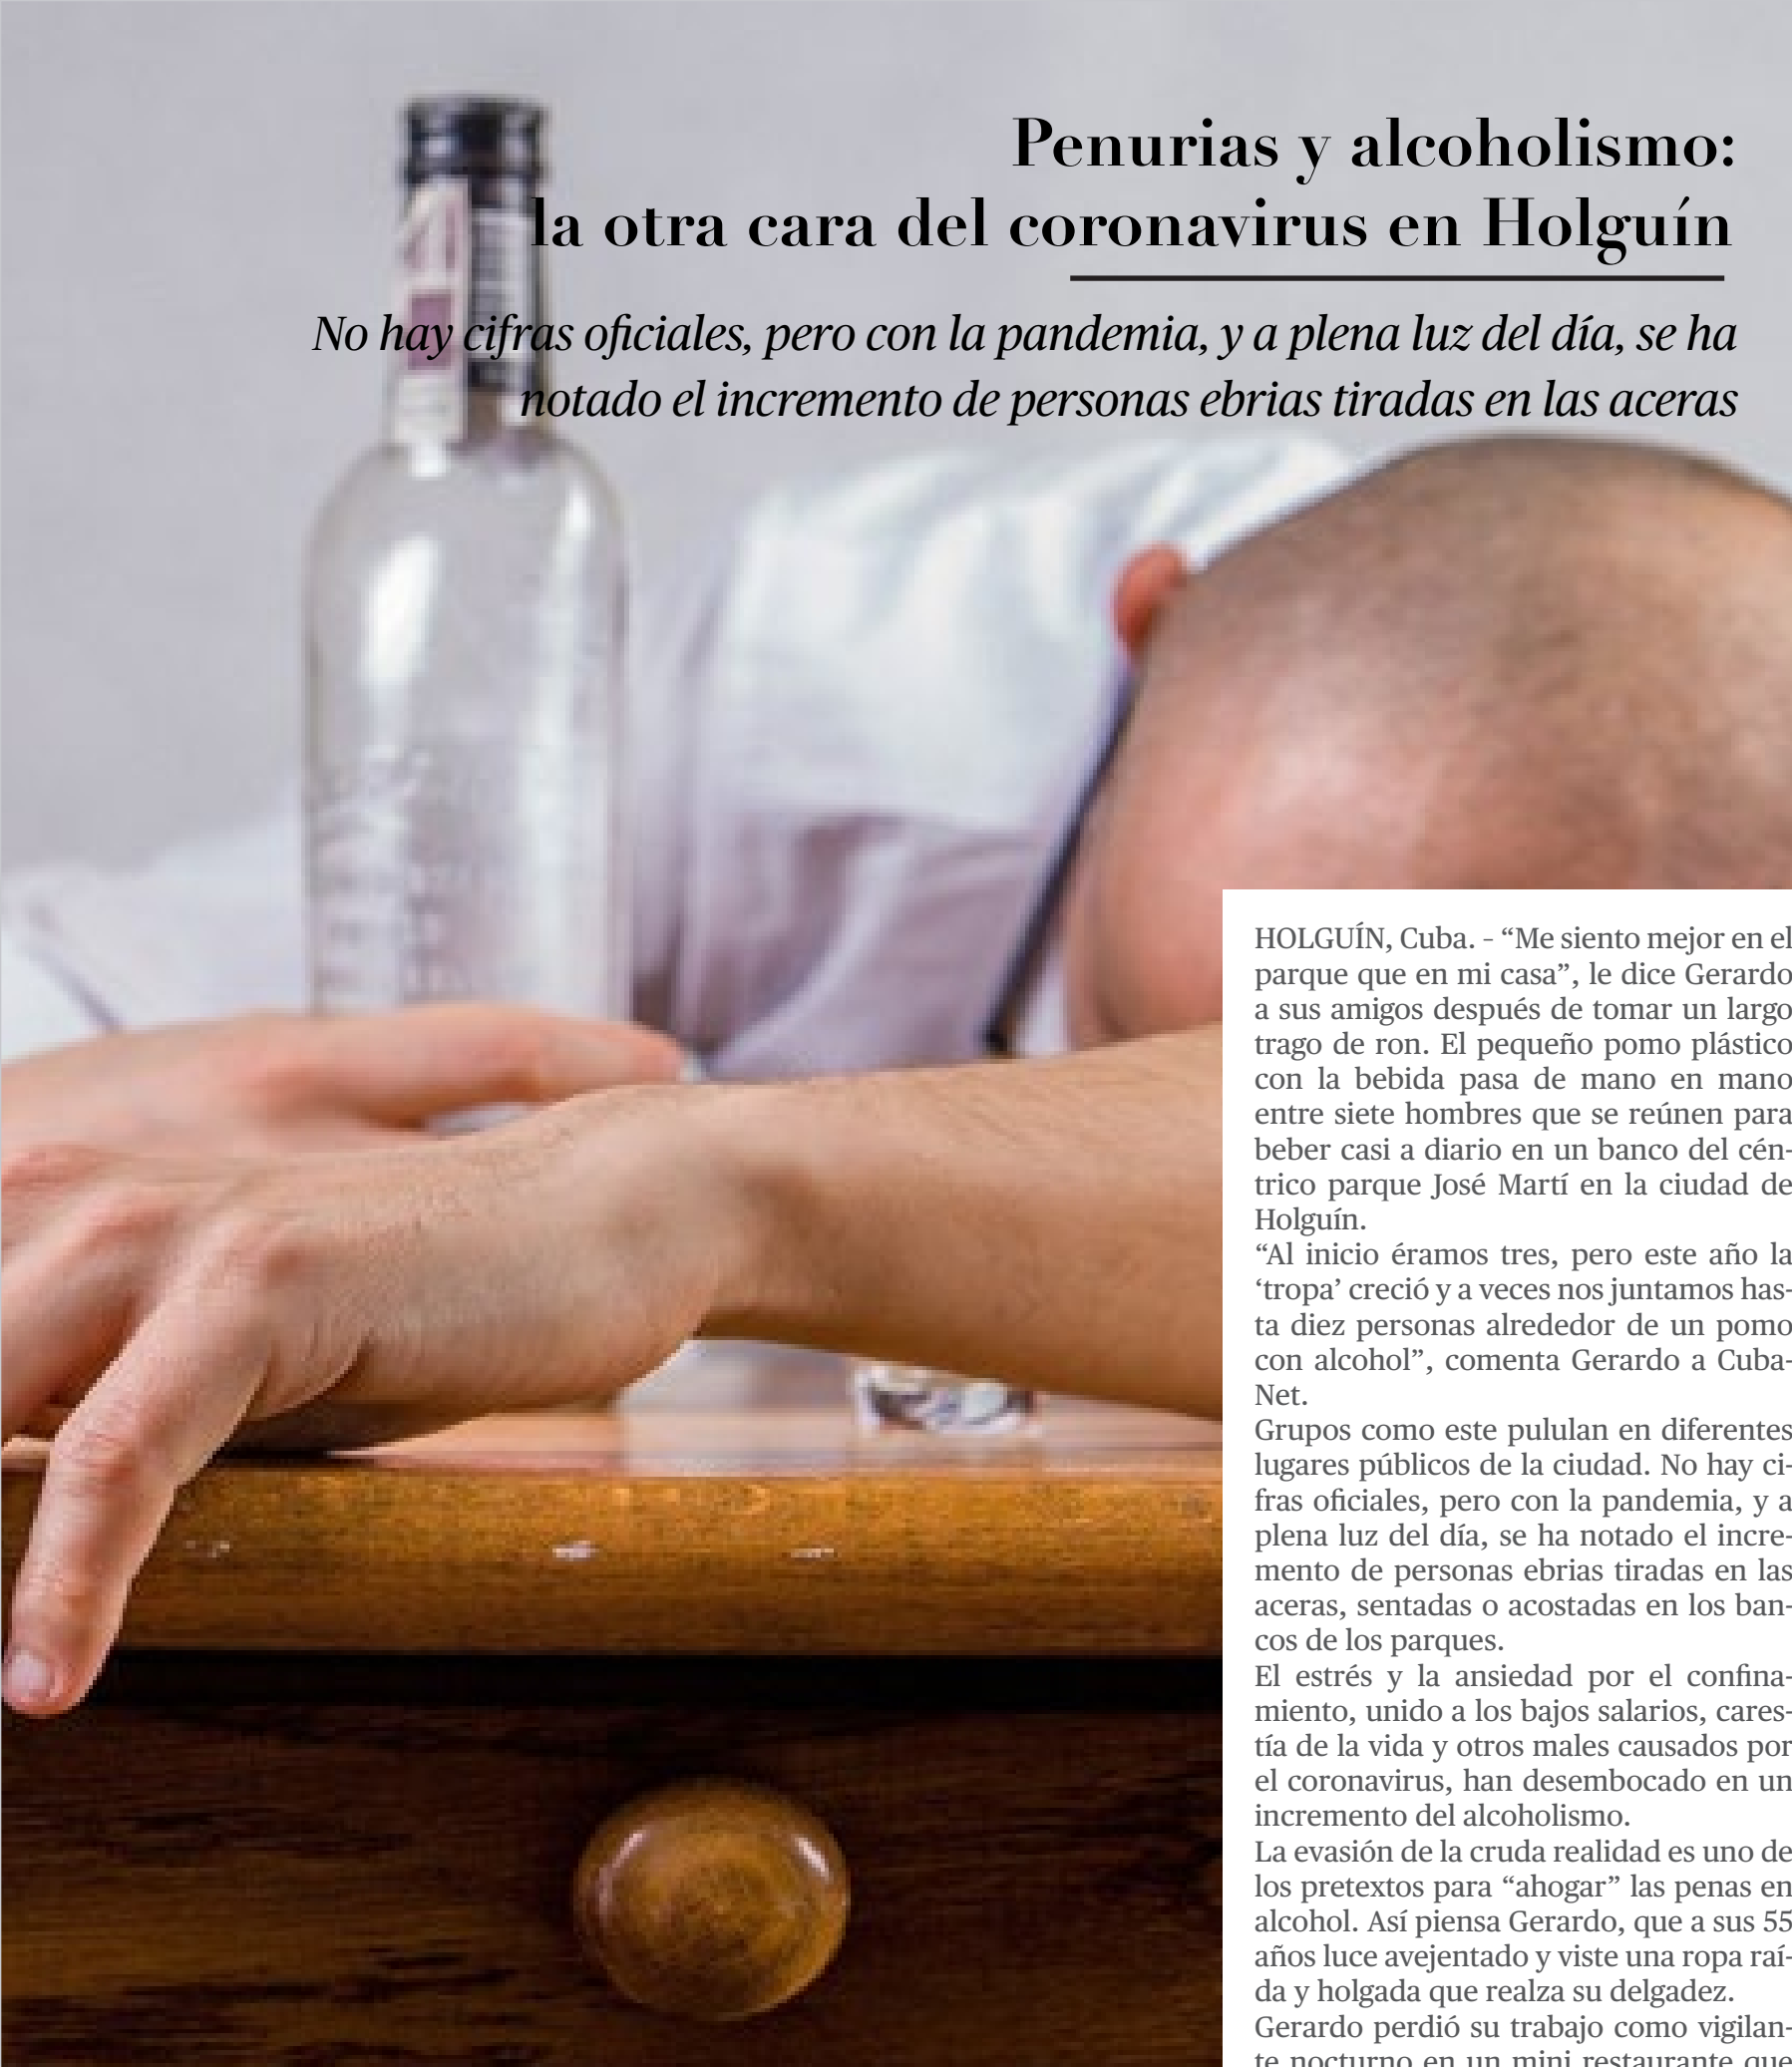 Penurias y alcoholismo:
la otra cara del coronavirus en Holguín
No hay cifras oficiales, pero con la pandemia, y a plena luz del día, se ha
notado el incremento de personas ebrias tiradas en las aceras
HOLGUÍN, Cuba. - “Me siento mejor en el
parque que en mi casa”, le dice Gerardo
a sus amigos después de tomar un largo
trago de ron. El pequeño pomo plástico
con la bebida pasa de mano en mano
entre siete hombres que se reúnen para
beber casi a diario en un banco del cén-
trico parque José Martí en la ciudad de
Holguín.
“Al inicio éramos tres, pero este año la
‘tropa’ creció y a veces nos juntamos has-
ta diez personas alrededor de un pomo
con alcohol”, comenta Gerardo a Cuba-
Net.
Grupos como este pululan en diferentes
lugares públicos de la ciudad. No hay ci-
fras oficiales, pero con la pandemia, y a
plena luz del día, se ha notado el incre-
mento de personas ebrias tiradas en las
aceras, sentadas o acostadas en los ban-
cos de los parques.
El estrés y la ansiedad por el confina-
miento, unido a los bajos salarios, cares-
tía de la vida y otros males causados por
el coronavirus, han desembocado en un
incremento del alcoholismo.
La evasión de la cruda realidad es uno de
los pretextos para “ahogar” las penas en
alcohol. Así piensa Gerardo, que a sus 55
años luce avejentado y viste una ropa raí-
da y holgada que realza su delgadez.
Gerardo perdió su trabajo como vigilan-
te nocturno en un mini restaurante que